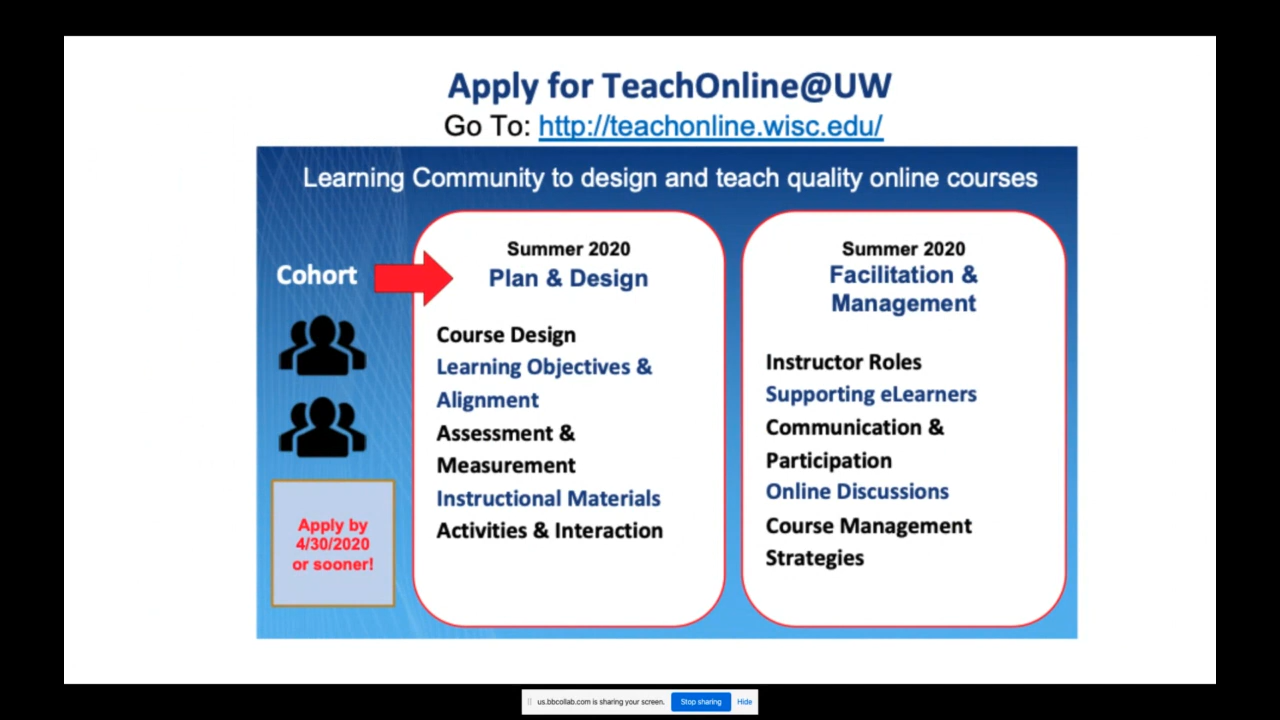 Apply for TeachOnline@UW
Go To: http://teachonline.wisc.edu/
Learning Community to design and teach quality online courses
Cohort
Apply by
4/30/2020
or sooner!
Summer 2020
Plan & Design
Course Design
Learning Objectives &
Alignment
Assessment &
Measurement
Instructional Materials
Activities & Interaction
Summer 2020
Facilitation &
Management
Instructor Roles
Supporting eLearners
Communication &
Participation
Online Discussions
Course Management
Strategies
us.bbcollab.com is sharing your screen. Stop sharing Hide